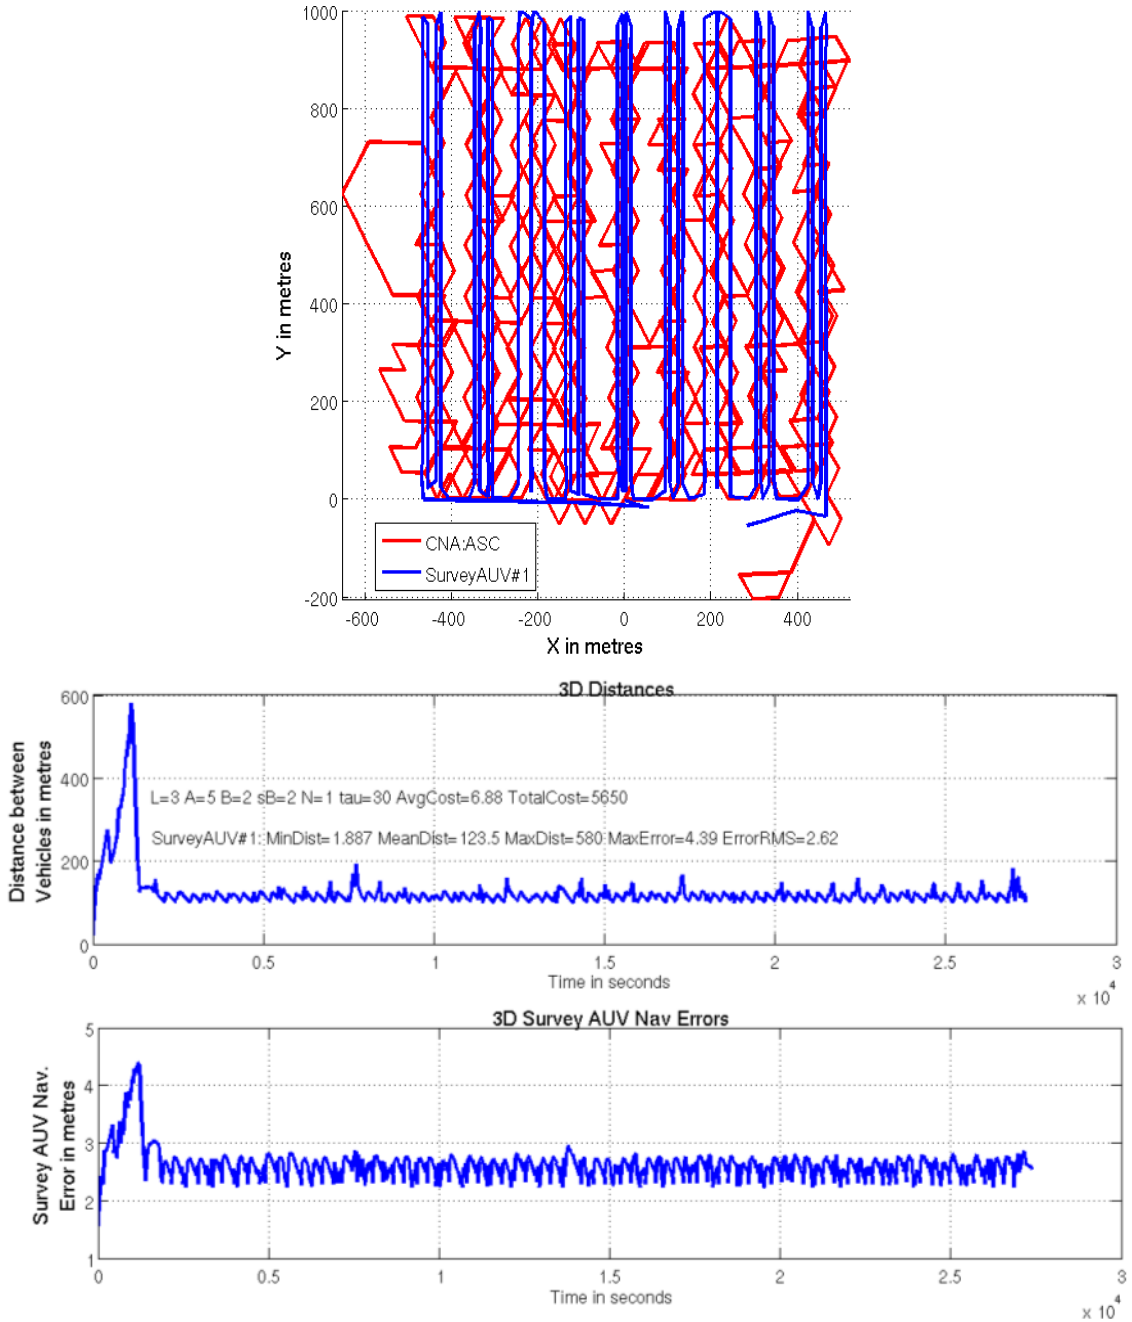 1000
800
600
400
200
0
-200
Y in metres
CNA:ASC
SurveyAUV#1
-600 -400 -200 0 200 400
X in metres
3D Distances
600
400
200
0
Distance between
Vehicles in metres
L=3 A=5 B=2 sB=2 N=1 tau=30 AvgCost=6.88 TotalCost=5650
SurveyAUV#1: MinDist=1.887 MeanDist=123.5 MaxDist=580 MaxError=4.39 ErrorRMS=2.62
0 0.5 1 1.5 2 2.5 3
Time in seconds
x 10^4
3D Survey AUV Nav Errors
5
4
3
2
1
Survey AUV Nav.
Error in metres
0 0.5 1 1.5 2 2.5 3
Time in seconds
x 10^4